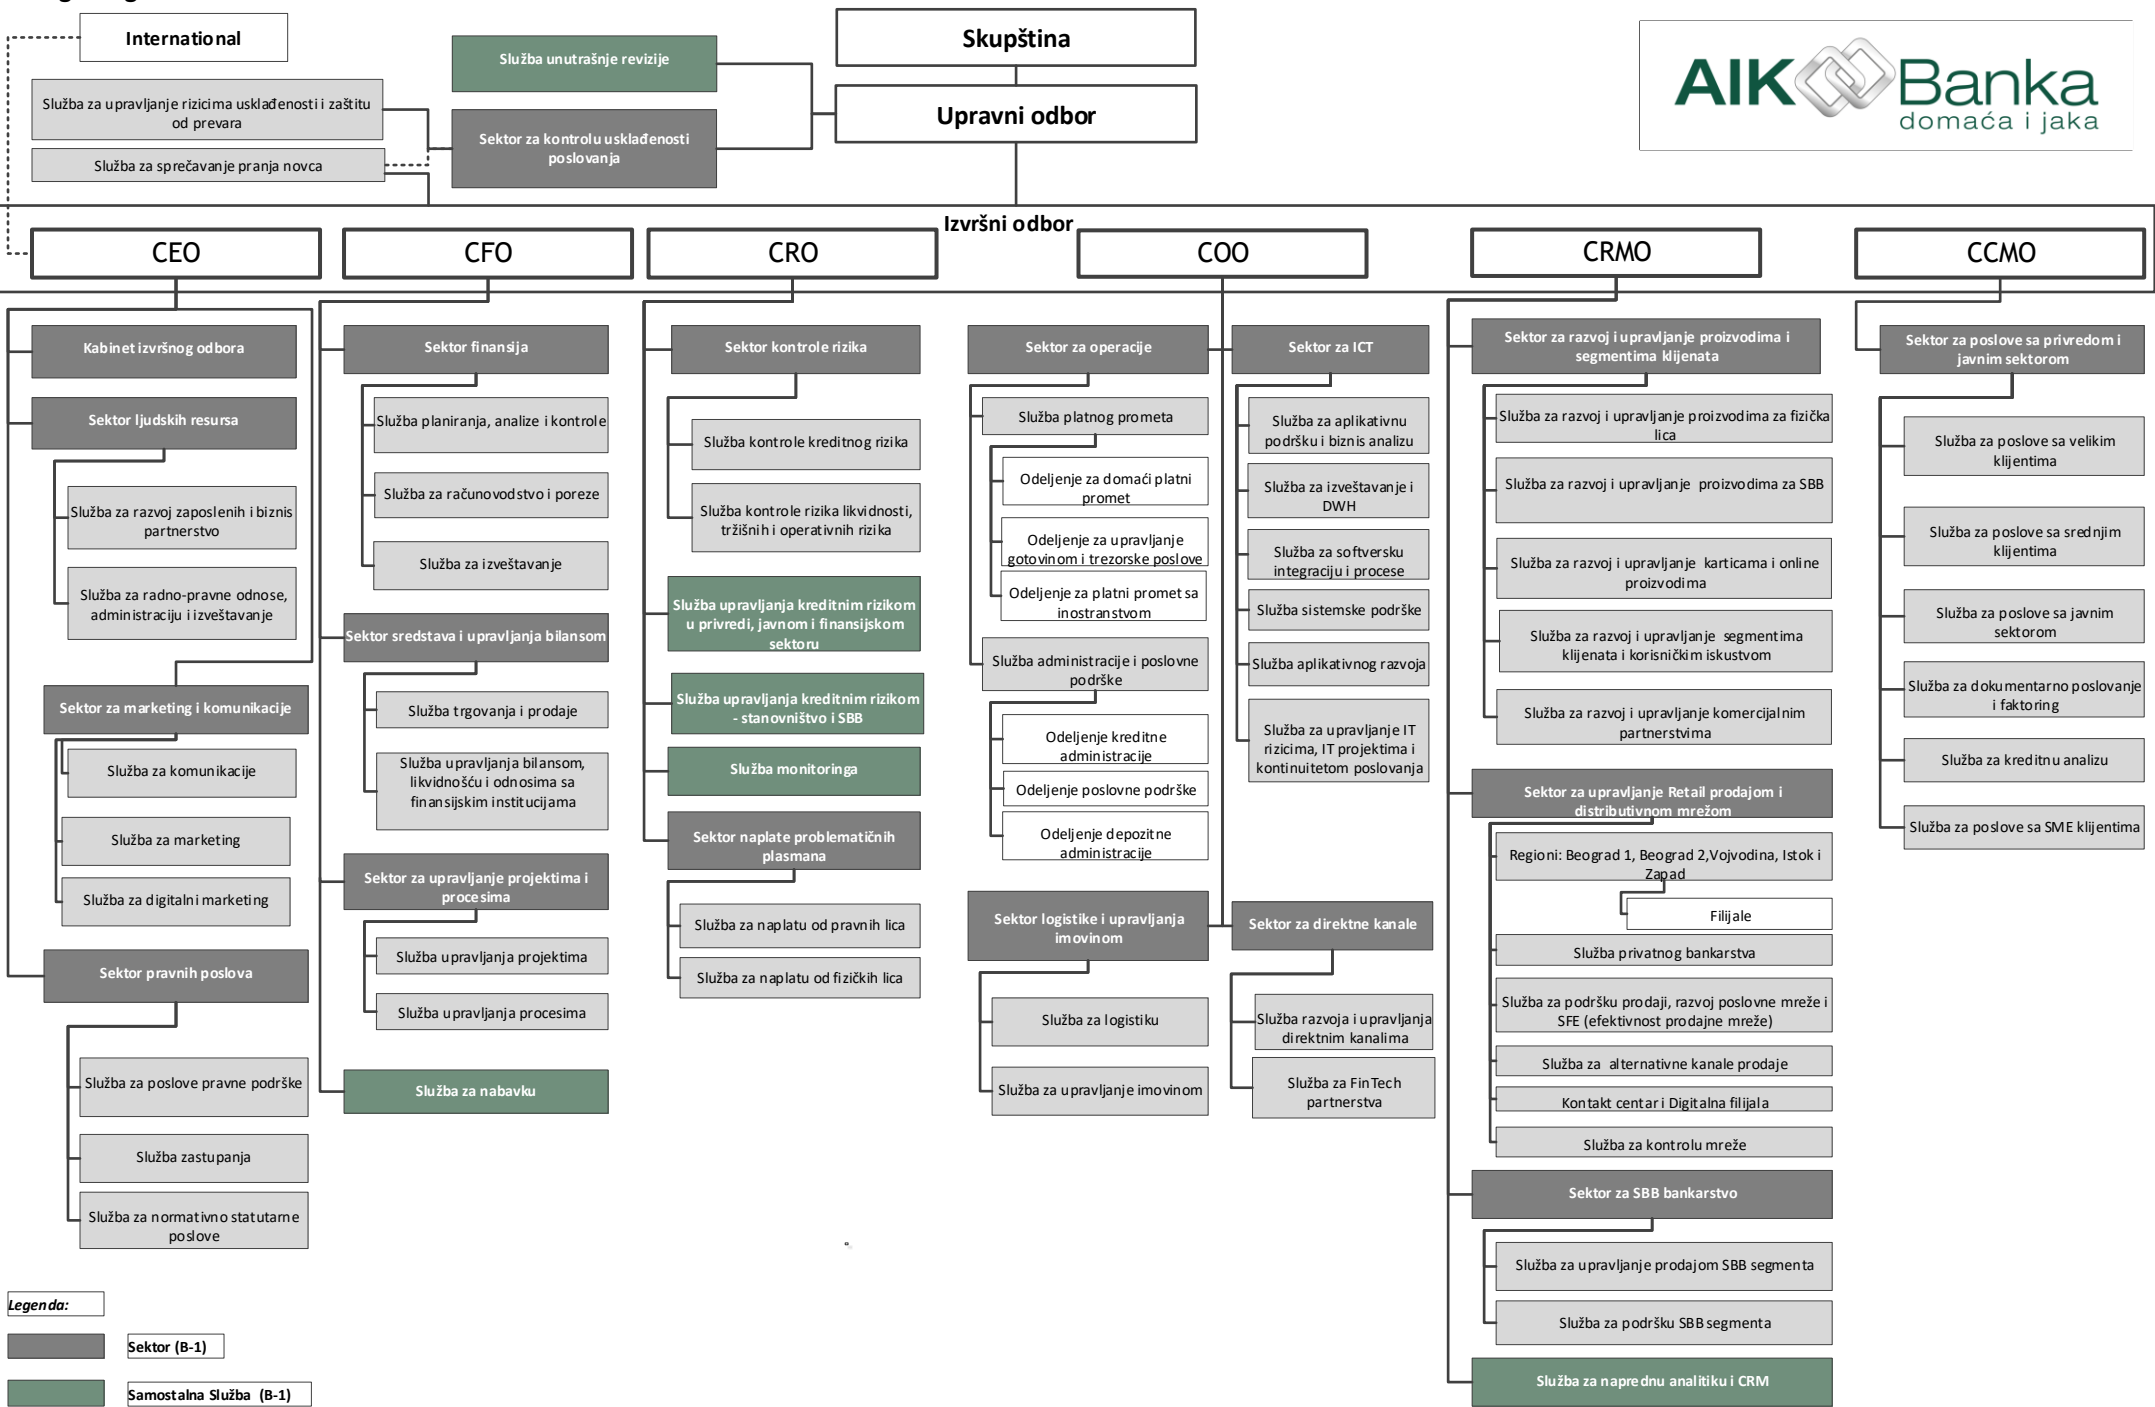 International
Skupština
Služba unutrašnje revizije
AIK Banka
domaća i jaka
Služba za upravljanje rizicima usklađenosti i zaštitu
od prevara
Upravni odbor
Sektor za kontrolu usklađenosti
poslovanja
Služba za sprečavanje pranja novca
Izvršni odbor
CEO
CFO
CRO
COO
CRMO
CCMO
Kabinet izvršnog odbora
Sektor ljudskih resursa
Služba za razvoj zaposlenih i biznis
partnerstvo
Služba za radno-pravne odnose,
administraciju i izveštavanje
Sektor za marketing i komunikacije
Služba za komunikacije
Služba za marketing
Služba za digitalni marketing
Sektor pravnih poslova
Služba za poslove pravne podrške
Služba zastupanja
Služba za normativno statutarne
poslove
Sektor finansija
Služba planiranja, analize i kontrole
Služba za računovodstvo i poreze
Služba za izveštavanje
Sektor sredstava i upravljanja bilansom
Služba trgovanja i prodaje
Služba upravljanja bilansom,
likvidnošću i odnosima sa
finansijskim institucijama
Sektor za upravljanje projektima i
procesima
Služba upravljanja projektima
Služba upravljanja procesima
Služba za nabavku
Sektor kontrole rizika
Služba kontrole kreditnog rizika
Služba kontrole rizika likvidnosti,
tržišnih i operativnih rizika
Služba upravljanja kreditnim rizikom
u privredi, javnom i finansijskom
sektoru
Služba upravljanja kreditnim rizikom
- stanovništvo i SBB
Služba monitoringa
Sektor naplate problematičnih
plasmana
Služba za naplatu od pravnih lica
Služba za naplatu od fizičkih lica
Sektor za operacije
Služba platnog prometa
Odeljenje za domaći platni
promet
Odeljenje za upravljanje
gotovinom i trezorske poslove
Odeljenje za platni promet sa
inostranstvom
Služba administracije i poslovne
podrške
Odeljenje kreditne
administracije
Odeljenje poslovne podrške
Odeljenje depozitne
administracije
Sektor logistike i upravljanja
imovinom
Služba za logistiku
Služba za upravljanje imovinom
Sektor za ICT
Služba za aplikativnu
podršku i biznis analizu
Služba za izveštavanje i
DWH
Služba za softversku
integraciju i procese
Služba sistemske podrške
Služba aplikativnog razvoja
Služba za upravljanje IT
rizicima, IT projektima i
kontinuitetom poslovanja
Sektor za direktne kanale
Služba razvoja i upravljanja
direktnim kanalima
Služba za FinTech
partnerstva
Sektor za razvoj i upravljanje proizvodima i
segmentima klijenata
Služba za razvoj i upravljanje proizvodima za fizička
lica
Služba za razvoj i upravljanje proizvodima za SBB
Služba za razvoj i upravljanje karticama i online
proizvodima
Služba za razvoj i upravljanje segmentima
klijenata i korisničkim iskustvom
Služba za razvoj i upravljanje komercijalnim
partnerstvima
Sektor za upravljanje Retail prodajom i
distributivnom mrežom
Regioni: Beograd 1, Beograd 2,Vojvodina, Istok i
Zapad
Filijale
Služba privatnog bankarstva
Služba za podršku prodaji, razvoj poslovne mreže i
SFE (efektivnost prodajne mreže)
Služba za alternativne kanale prodaje
Kontakt centar i Digitalna filijala
Služba za kontrolu mreže
Sektor za SBB bankarstvo
Služba za upravljanje prodajom SBB segmenta
Služba za podršku SBB segmenta
Služba za naprednu analitiku i CRM
Sektor za poslove sa privredom i
javnim sektorom
Služba za poslove sa velikim
klijentima
Služba za poslove sa srednjim
klijentima
Služba za poslove sa javnim
sektorom
Služba za dokumentarno poslovanje
i faktoring
Služba za kreditnu analizu
Služba za poslove sa SME klijentima
Legenda:
Sektor (B-1)
Samostalna Služba (B-1)